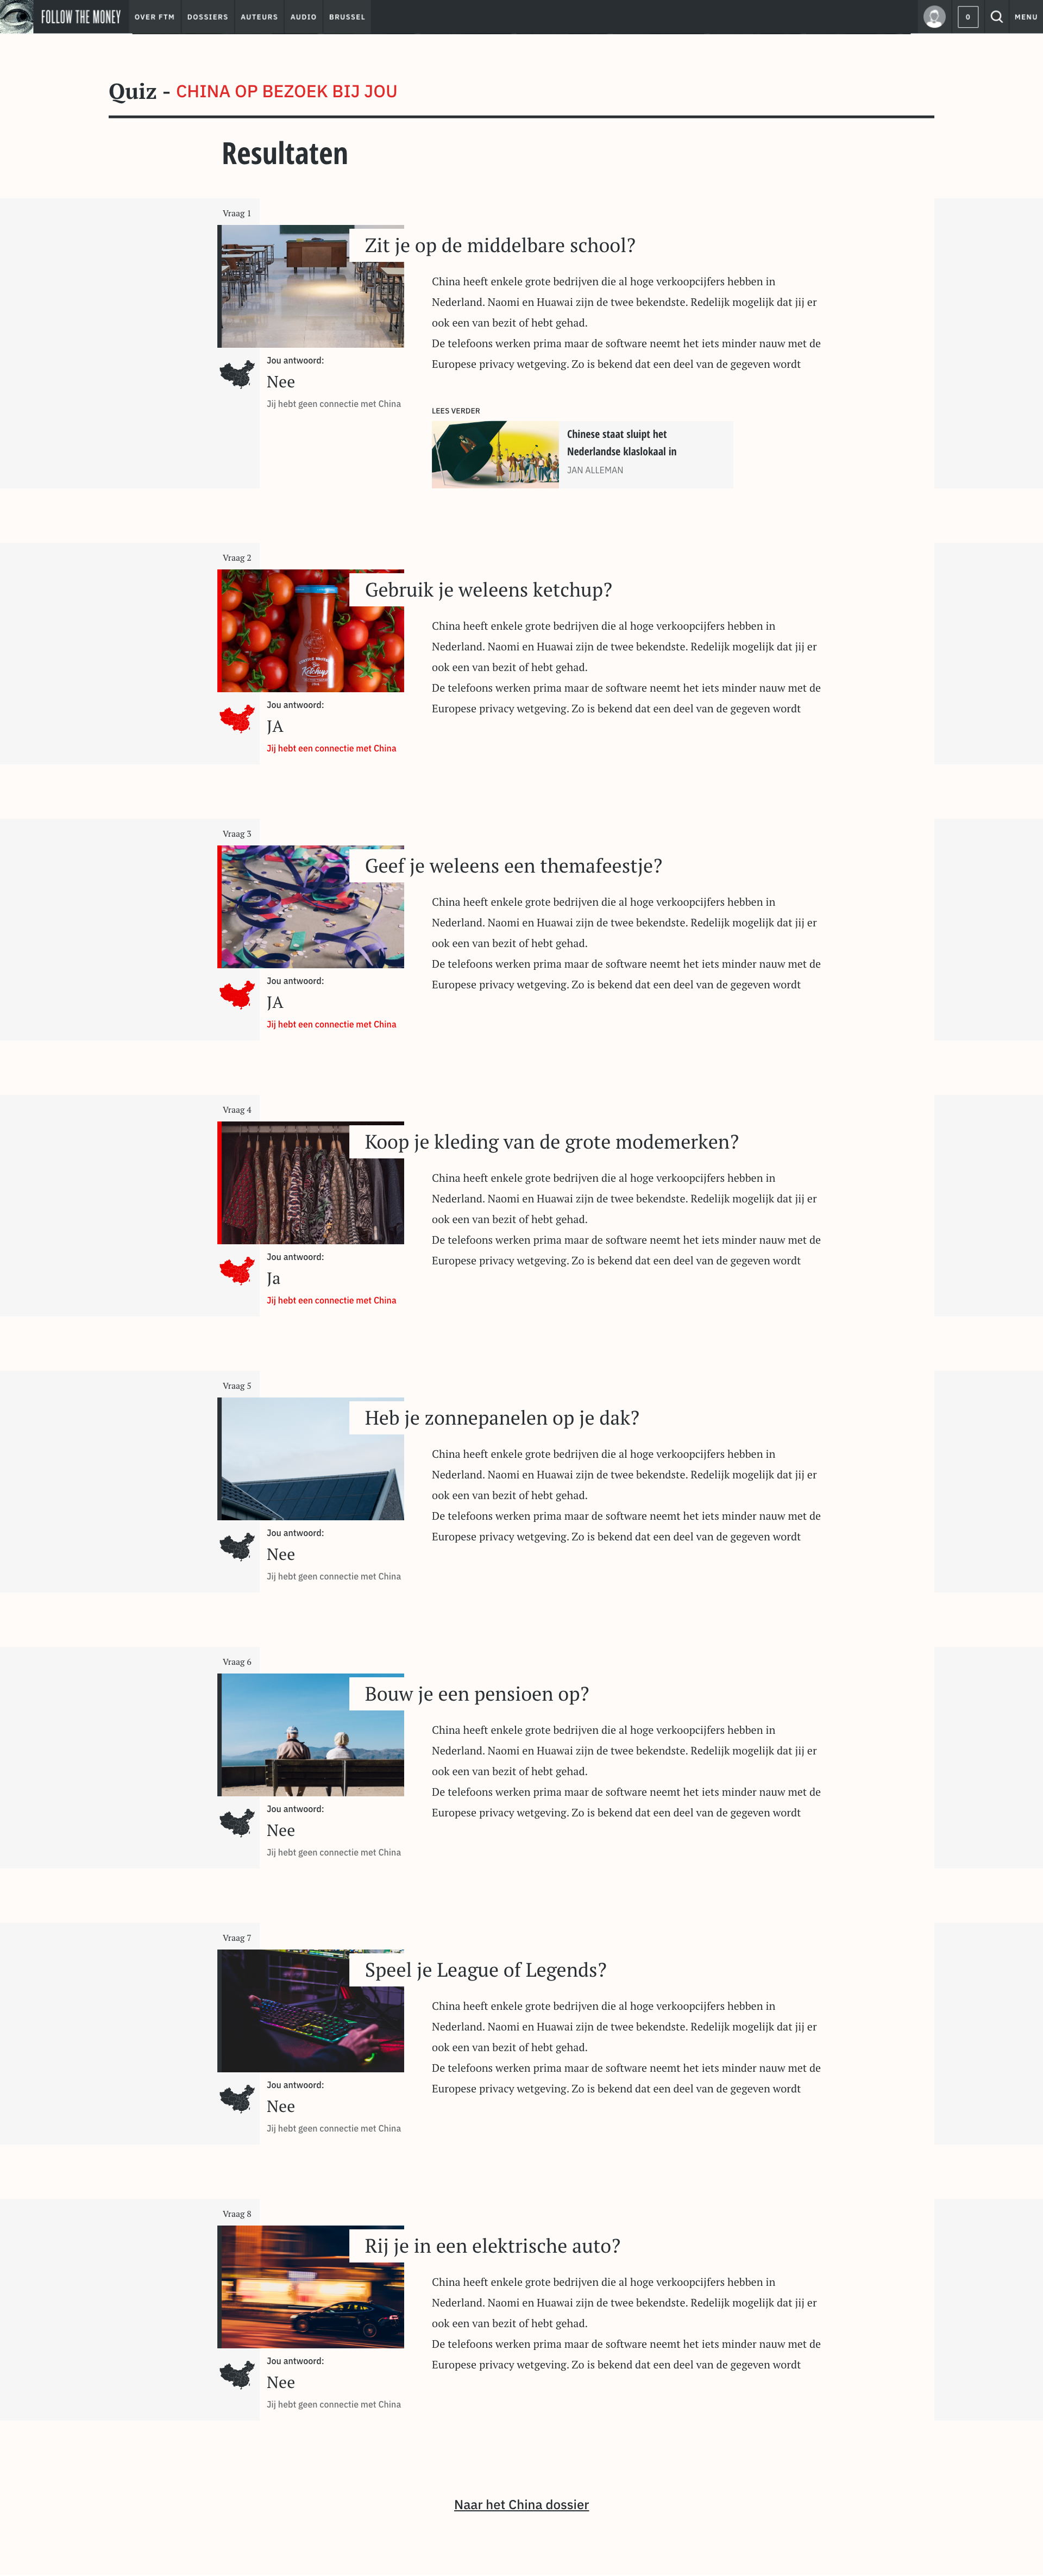 FOLLOW THE MONEY OVER FTM DOSSIERS AUTEURS AUDIO BRUSSEL 0 MENU
Quiz - CHINA OP BEZOEK BIJ JOU
Resultaten
Vraag 1
Zit je op de middelbare school?
China heeft enkele grote bedrijven die al hoge verkoopcijfers hebben in
Nederland. Naomi en Huawai zijn de twee bekendste. Redelijk mogelijk dat jij er
ook een van bezit of hebt gehad.
De telefoons werken prima maar de software neemt het iets minder nauw met de
Europese privacy wetgeving. Zo is bekend dat een deel van de gegeven wordt
Jou antwoord:
Nee
Jij hebt geen connectie met China
LEES VERDER
Chinese staat sluipt het
Nederlandse klaslokaal in
JAN ALLEMAN
Vraag 2
Gebruik je weleens ketchup?
China heeft enkele grote bedrijven die al hoge verkoopcijfers hebben in
Nederland. Naomi en Huawai zijn de twee bekendste. Redelijk mogelijk dat jij er
ook een van bezit of hebt gehad.
De telefoons werken prima maar de software neemt het iets minder nauw met de
Europese privacy wetgeving. Zo is bekend dat een deel van de gegeven wordt
Ketchup
Jou antwoord:
JA
Jij hebt een connectie met China
Vraag 3
Geef je weleens een themafeestje?
China heeft enkele grote bedrijven die al hoge verkoopcijfers hebben in
Nederland. Naomi en Huawai zijn de twee bekendste. Redelijk mogelijk dat jij er
ook een van bezit of hebt gehad.
De telefoons werken prima maar de software neemt het iets minder nauw met de
Europese privacy wetgeving. Zo is bekend dat een deel van de gegeven wordt
Jou antwoord:
JA
Jij hebt een connectie met China
Vraag 4
Koop je kleding van de grote modemerken?
China heeft enkele grote bedrijven die al hoge verkoopcijfers hebben in
Nederland. Naomi en Huawai zijn de twee bekendste. Redelijk mogelijk dat jij er
ook een van bezit of hebt gehad.
De telefoons werken prima maar de software neemt het iets minder nauw met de
Europese privacy wetgeving. Zo is bekend dat een deel van de gegeven wordt
Jou antwoord:
Ja
Jij hebt een connectie met China
Vraag 5
Heb je zonnepanelen op je dak?
China heeft enkele grote bedrijven die al hoge verkoopcijfers hebben in
Nederland. Naomi en Huawai zijn de twee bekendste. Redelijk mogelijk dat jij er
ook een van bezit of hebt gehad.
De telefoons werken prima maar de software neemt het iets minder nauw met de
Europese privacy wetgeving. Zo is bekend dat een deel van de gegeven wordt
Jou antwoord:
Nee
Jij hebt geen connectie met China
Vraag 6
Bouw je een pensioen op?
China heeft enkele grote bedrijven die al hoge verkoopcijfers hebben in
Nederland. Naomi en Huawai zijn de twee bekendste. Redelijk mogelijk dat jij er
ook een van bezit of hebt gehad.
De telefoons werken prima maar de software neemt het iets minder nauw met de
Europese privacy wetgeving. Zo is bekend dat een deel van de gegeven wordt
Jou antwoord:
Nee
Jij hebt geen connectie met China
Vraag 7
Speel je League of Legends?
China heeft enkele grote bedrijven die al hoge verkoopcijfers hebben in
Nederland. Naomi en Huawai zijn de twee bekendste. Redelijk mogelijk dat jij er
ook een van bezit of hebt gehad.
De telefoons werken prima maar de software neemt het iets minder nauw met de
Europese privacy wetgeving. Zo is bekend dat een deel van de gegeven wordt
Jou antwoord:
Nee
Jij hebt geen connectie met China
Vraag 8
Rij je in een elektrische auto?
China heeft enkele grote bedrijven die al hoge verkoopcijfers hebben in
Nederland. Naomi en Huawai zijn de twee bekendste. Redelijk mogelijk dat jij er
ook een van bezit of hebt gehad.
De telefoons werken prima maar de software neemt het iets minder nauw met de
Europese privacy wetgeving. Zo is bekend dat een deel van de gegeven wordt
Jou antwoord:
Nee
Jij hebt geen connectie met China
Naar het China dossier